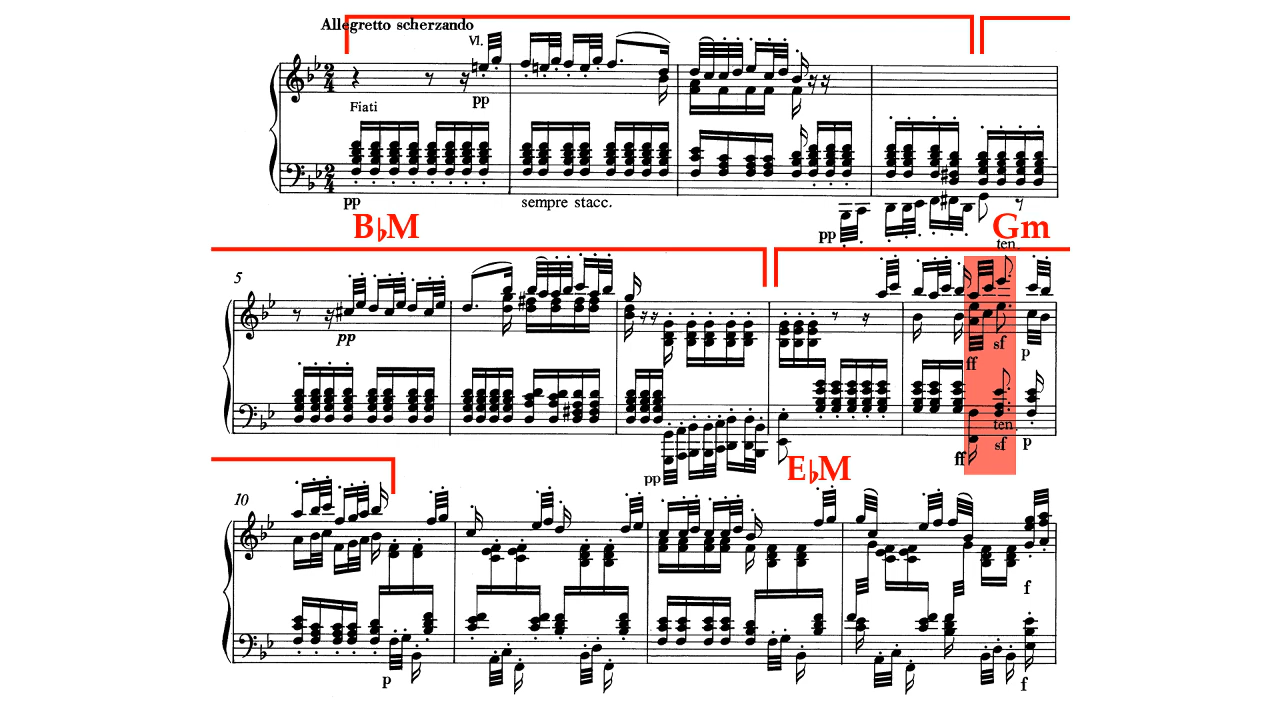 Allegretto scherzando
Vl.
pp
Fiati
pp
sempre stacc.
pp
B♭M
Gm
5
ten.
pp
sf
ff
p
ten.
sf
p
ff
pp
E♭M
10
f
p
f